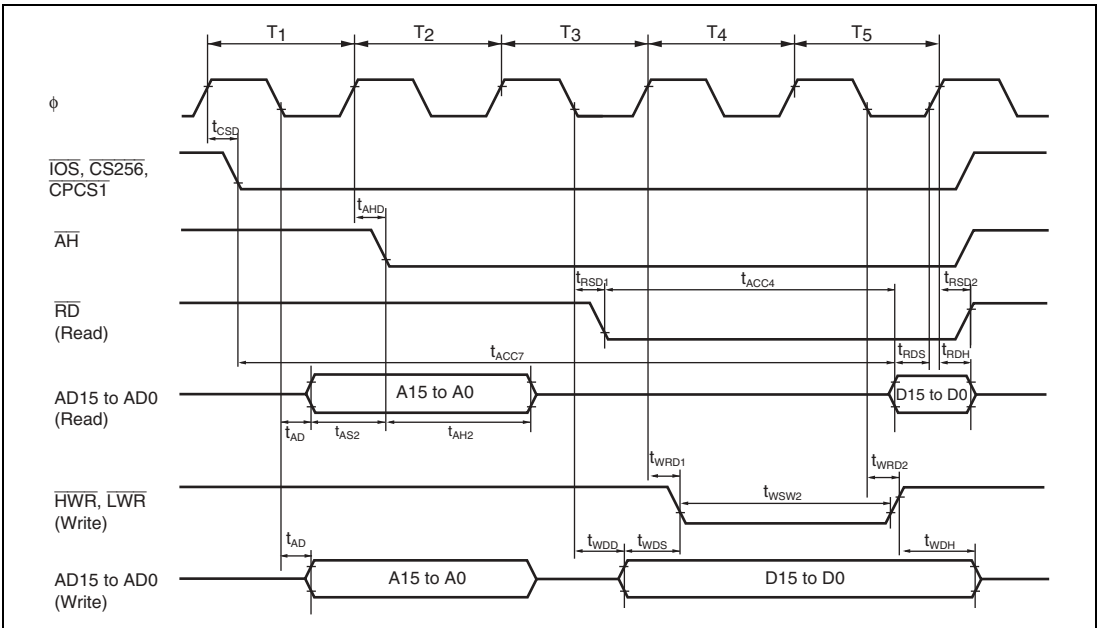 T1 T2 T3 T4 T5
φ
tCSD
IOS, CS256,
CPCS1
tAHD
AH
tRSD1 tACC4 tRSD2
RD
(Read)
tACC7 tRDS tRDH
AD15 to AD0
(Read)
A15 to A0 D15 to D0
tAD tAS2 tAH2
tWRD1 tWRD2
HWR, LWR
(Write)
tWSW2
tAD tWDD tWDS tWDH
AD15 to AD0
(Write)
A15 to A0 D15 to D0